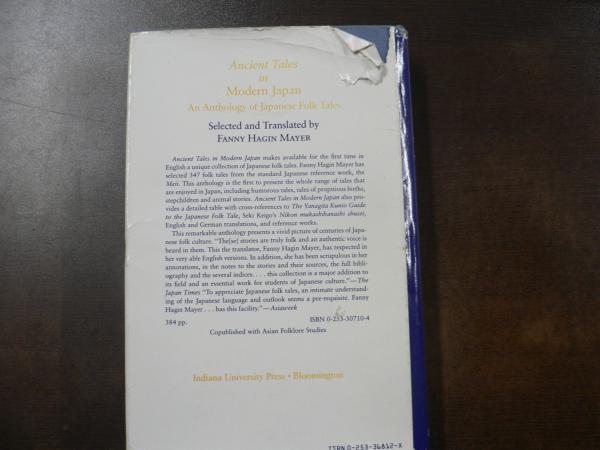 Ancient Tales
in
Modern Japan
An Anthology of Japanese Folk Tales
Selected and Translated by
FANNY HAGIN MAYER
Ancient Tales in Modern Japan makes available for the first time in
English a unique collection of Japanese folk tales. Fanny Hagin Mayer has
selected 347 folk tales from the standard Japanese reference work, the
Meii. This anthology is the first to present the whole range of tales that
are enjoyed in Japan, including humorous tales, tales of propitious births,
stepchildren and animal stories. Ancient Tales in Modern Japan also pro-
vides a detailed table with cross-references to The Yanagita Kunio Guide
to the Japanese Folk Tale, Seki Keigo's Nihon mukashibanashi shusei,
English and German translations, and reference works.
This remarkable anthology presents a vivid picture of centuries of Japa-
nese folk culture. "The[se] stories are truly folk and an authentic voice is
heard in them. This the translator, Fanny Hagin Mayer, has respected in
her very able English versions. In addition, she has been scrupulous in her
annotations, in the notes to the stories and their sources, the full bibli-
ography and the several indices. . . . this collection is a major addition to
its field and an essential work for students of Japanese culture."—The
Japan Times "To appreciate Japanese folk tales, an intimate understand-
ing of the Japanese language and outlook seems a pre-requisite. Fanny
Hagin Mayer . . . has this facility."—Asiaweek
384 pp. ISBN 0-253-30710-4
Copublished with Asian Folklore Studies
Indiana University Press • Bloomington
ISBN 0-253-36812-X